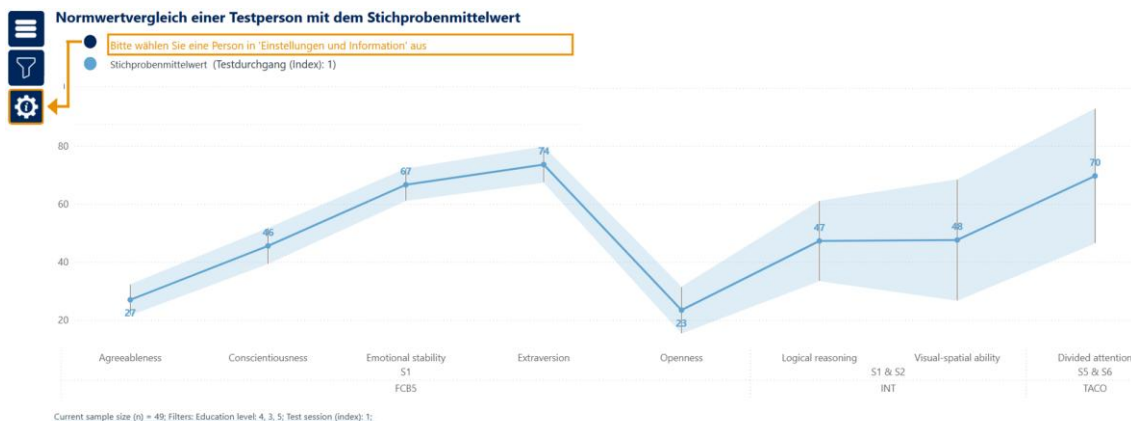 Normwertvergleich einer Testperson mit dem Stichprobenmittelwert
Bitte wählen Sie eine Person in 'Einstellungen und Information' aus
Stichprobenmittelwert (Testdurchgang (Index): 1)
80
60
40
20
27
46
67
74
23
47
48
70
Agreeableness
Conscientiousness
Emotional stability
Extraversion
Openness
Logical reasoning
Visual-spatial ability
Divided attention
S1
S1 & S2
S5 & S6
FCB5
INT
TACO
Current sample size (n) = 49; Filters: Education level: 4, 3, 5; Test session (index): 1;